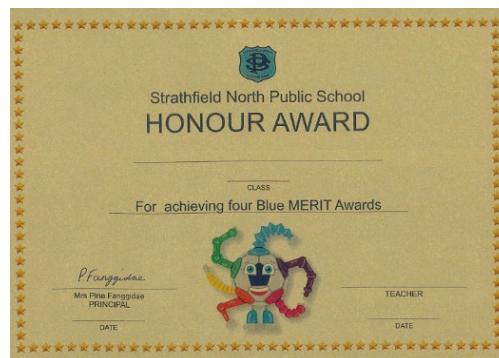 Strathfield North Public School
HONOUR AWARD
CLASS
For achieving four Blue MERIT Awards
P.Fanggidae
Mrs Pina Fanggidae
PRINCIPAL
TEACHER
DATE
DATE